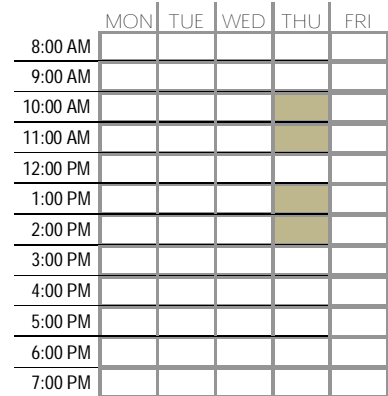 MON TUE WED THU FRI
8:00 AM
9:00 AM
10:00 AM
11:00 AM
12:00 PM
1:00 PM
2:00 PM
3:00 PM
4:00 PM
5:00 PM
6:00 PM
7:00 PM